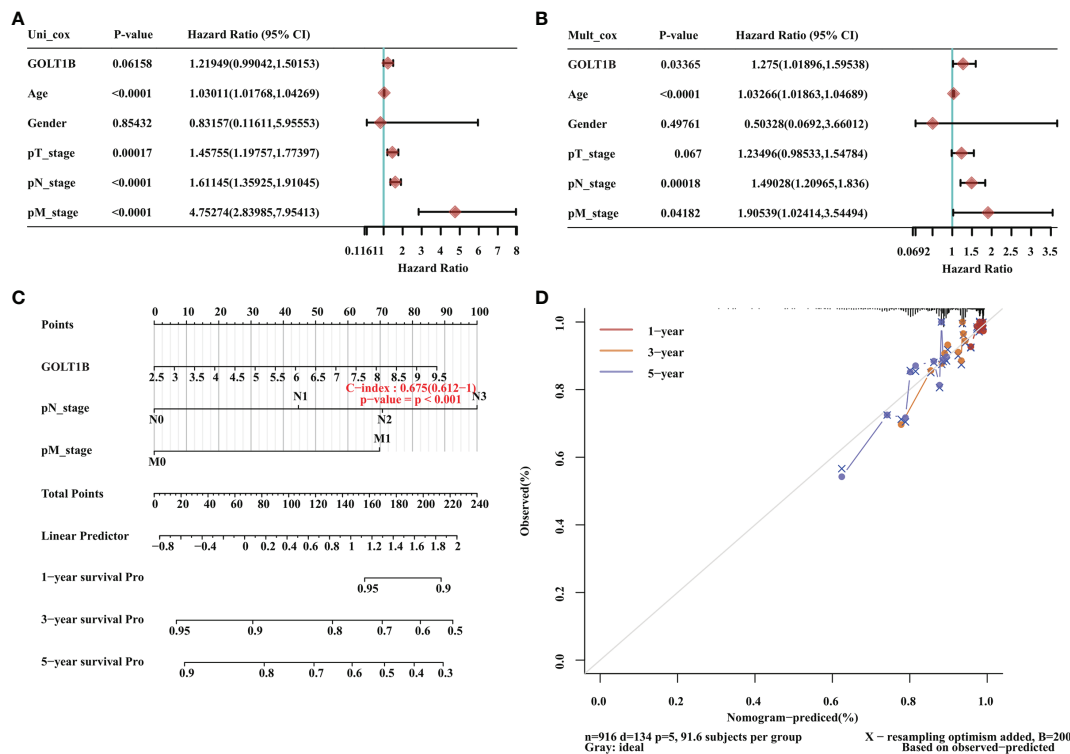 A
Uni_cox P-value Hazard Ratio (95% CI)
GOLT1B 0.06158 1.21949(0.99042,1.50153)
Age <0.0001 1.03011(1.01768,1.04269)
Gender 0.85432 0.83157(0.11611,5.95553)
pT_stage 0.00017 1.45755(1.19757,1.77397)
pN_stage <0.0001 1.61145(1.35925,1.91045)
pM_stage <0.0001 4.75274(2.83985,7.95413)
0.11611 2 3 4 5 6 7 8
Hazard Ratio
B
Mult_cox P-value Hazard Ratio (95% CI)
GOLT1B 0.03365 1.275(1.01896,1.59538)
Age <0.0001 1.03266(1.01863,1.04689)
Gender 0.49761 0.50328(0.0692,3.66012)
pT_stage 0.067 1.23496(0.98533,1.54784)
pN_stage 0.00018 1.49028(1.20965,1.836)
pM_stage 0.04182 1.90539(1.02414,3.54494)
0.0692 1 1.5 2 2.5 3 3.5
Hazard Ratio
C
0 10 20 30 40 50 60 70 80 90 100
Points
GOLT1B
2.5 3 3.5 4 4.5 5 5.5 6 6.5 7 7.5 8 8.5 9 9.5
C-index : 0.675(0.612-1)
p-value = p < 0.001
N1 N3
pN_stage
N0 N2
M1
pM_stage
M0
Total Points
0 20 40 60 80 100 120 140 160 180 200 220 240
Linear Predictor
-0.8 -0.4 0 0.2 0.4 0.6 0.8 1 1.2 1.4 1.6 1.8 2
1-year survival Pro
0.95 0.9
3-year survival Pro
0.95 0.9 0.8 0.7 0.6 0.5
5-year survival Pro
0.9 0.8 0.7 0.6 0.5 0.4 0.3
D
1-year
3-year
5-year
Observed(%)
1.0
0.8
0.6
0.4
0.2
0.0
0.0 0.2 0.4 0.6 0.8 1.0
Nomogram-prediced(%)
n=916 d=134 p=5, 91.6 subjects per group
Gray: ideal
X - resampling optimism added, B=200
Based on observed-predicted